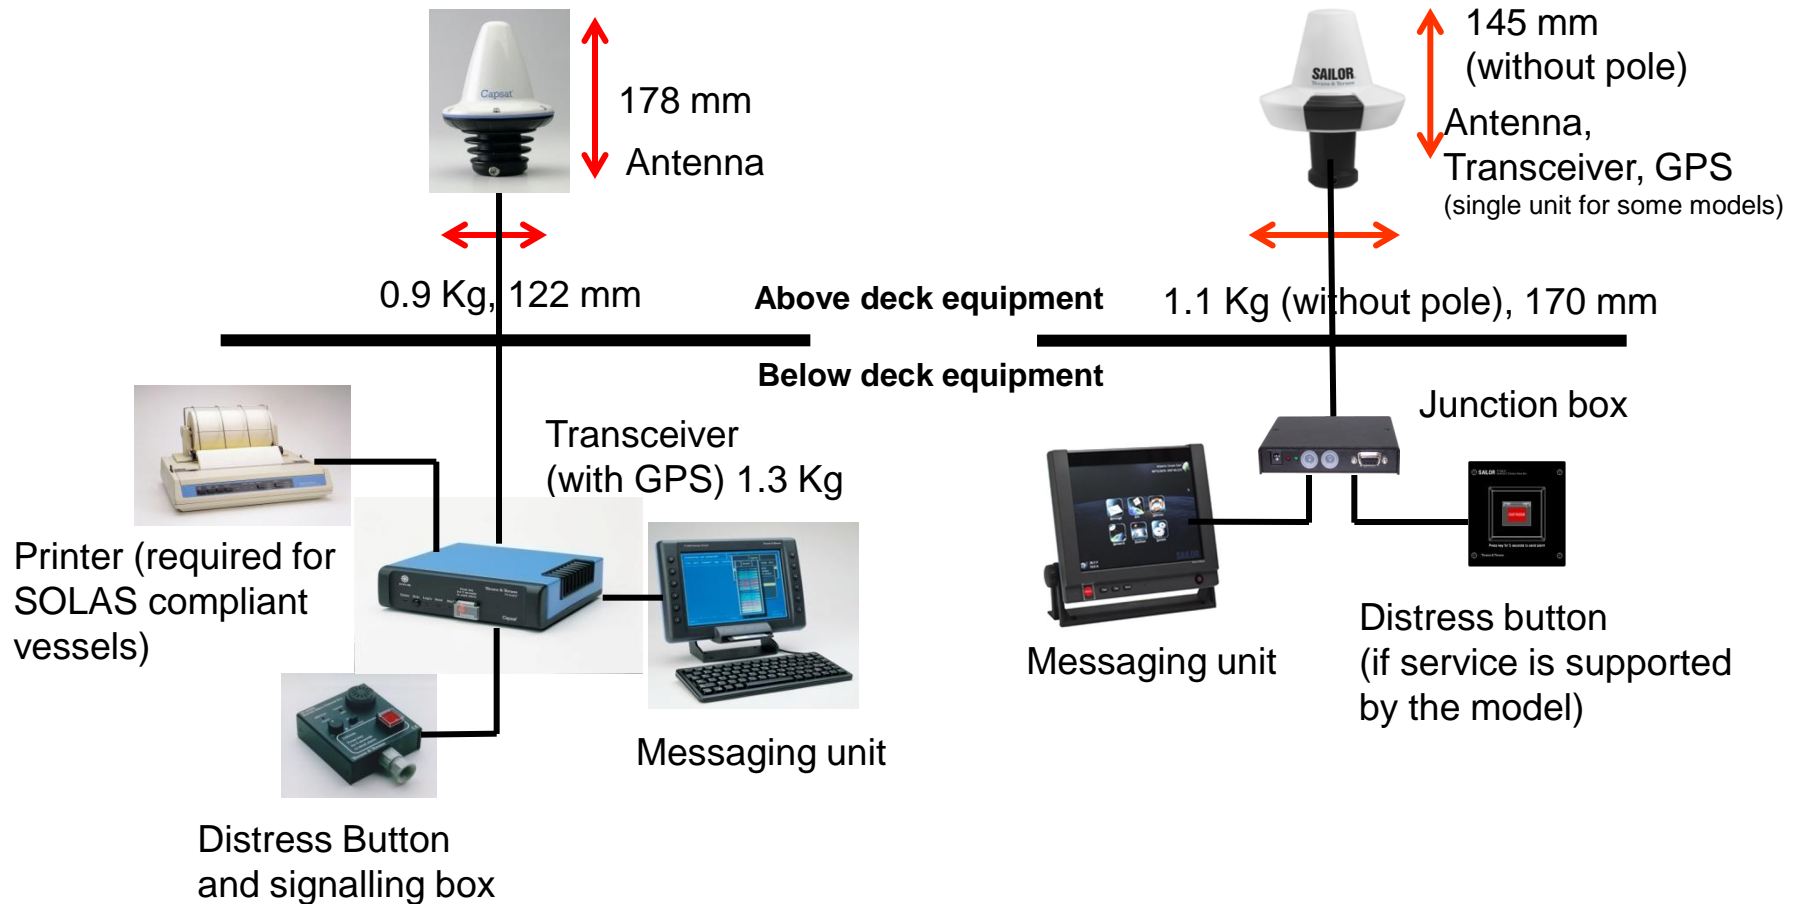 Capsat
178 mm
Antenna
0.9 Kg, 122 mm
Above deck equipment
Below deck equipment
Transceiver
(with GPS) 1.3 Kg
Printer (required for
SOLAS compliant
vessels)
Capsat
Messaging unit
Distress Button
and signalling box
SAILOR
145 mm
(without pole)
Antenna,
Transceiver, GPS
(single unit for some models)
1.1 Kg (without pole), 170 mm
Junction box
SAILOR
Messaging unit
SAILOR
Distress button
(if service is supported
by the model)